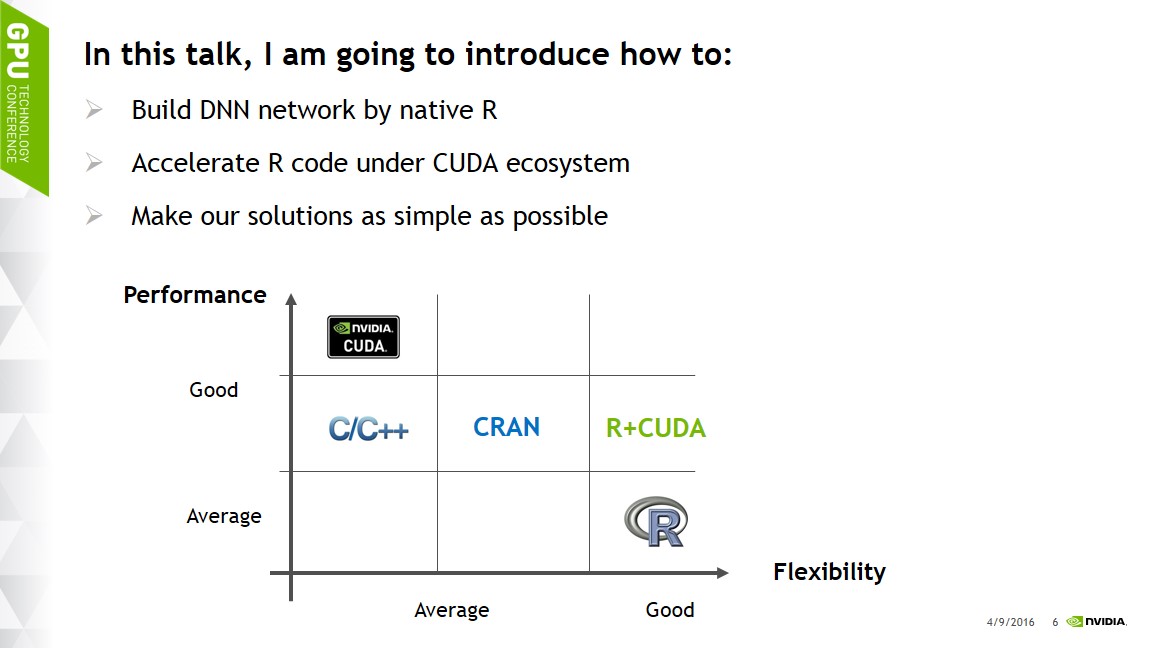 GPU TECHNOLOGY
CONFERENCE
In this talk, I am going to introduce how to:
Build DNN network by native R
Accelerate R code under CUDA ecosystem
Make our solutions as simple as possible
Performance
NVIDIA.
CUDA.
Good
C/C++ CRAN R+CUDA
Average
R
Flexibility
Average Good
4/9/2016 6 NVIDIA.